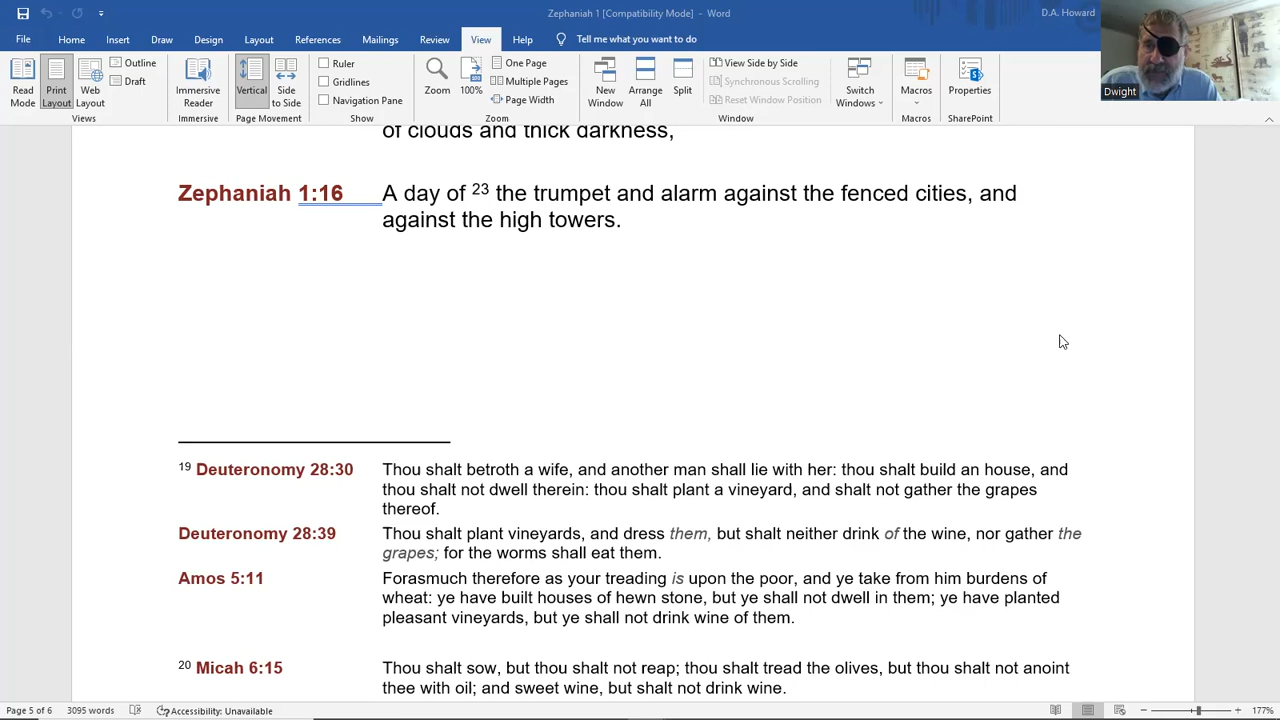 Zephaniah 1 [Compatibility Mode] - Word
D.A. Howard
File Home Insert Draw Design Layout References Mailings Review View Help Tell me what you want to do
Read Mode
Print Layout
Web Layout
Outline
Draft
Views
Immersive Reader
Immersive
Vertical
Side to Side
Page Movement
Ruler
Gridlines
Navigation Pane
Show
Zoom
100%
One Page
Multiple Pages
Page Width
Zoom
New Window
Arrange All
Split
View Side by Side
Synchronous Scrolling
Reset Window Position
Window
Switch Windows
Macros
Macros
Properties
SharePoint
Dwight
of clouds and thick darkness,
Zephaniah 1:16 A day of 23 the trumpet and alarm against the fenced cities, and
against the high towers.
19 Deuteronomy 28:30 Thou shalt betroth a wife, and another man shall lie with her: thou shalt build an house, and
thou shalt not dwell therein: thou shalt plant a vineyard, and shalt not gather the grapes
thereof.
Deuteronomy 28:39 Thou shalt plant vineyards, and dress them, but shalt neither drink of the wine, nor gather the
grapes; for the worms shall eat them.
Amos 5:11 Forasmuch therefore as your treading is upon the poor, and ye take from him burdens of
wheat: ye have built houses of hewn stone, but ye shall not dwell in them; ye have planted
pleasant vineyards, but ye shall not drink wine of them.
20 Micah 6:15 Thou shalt sow, but thou shalt not reap; thou shalt tread the olives, but thou shalt not anoint
thee with oil; and sweet wine, but shalt not drink wine.
Page 5 of 6 3095 words Accessibility: Unavailable 177%